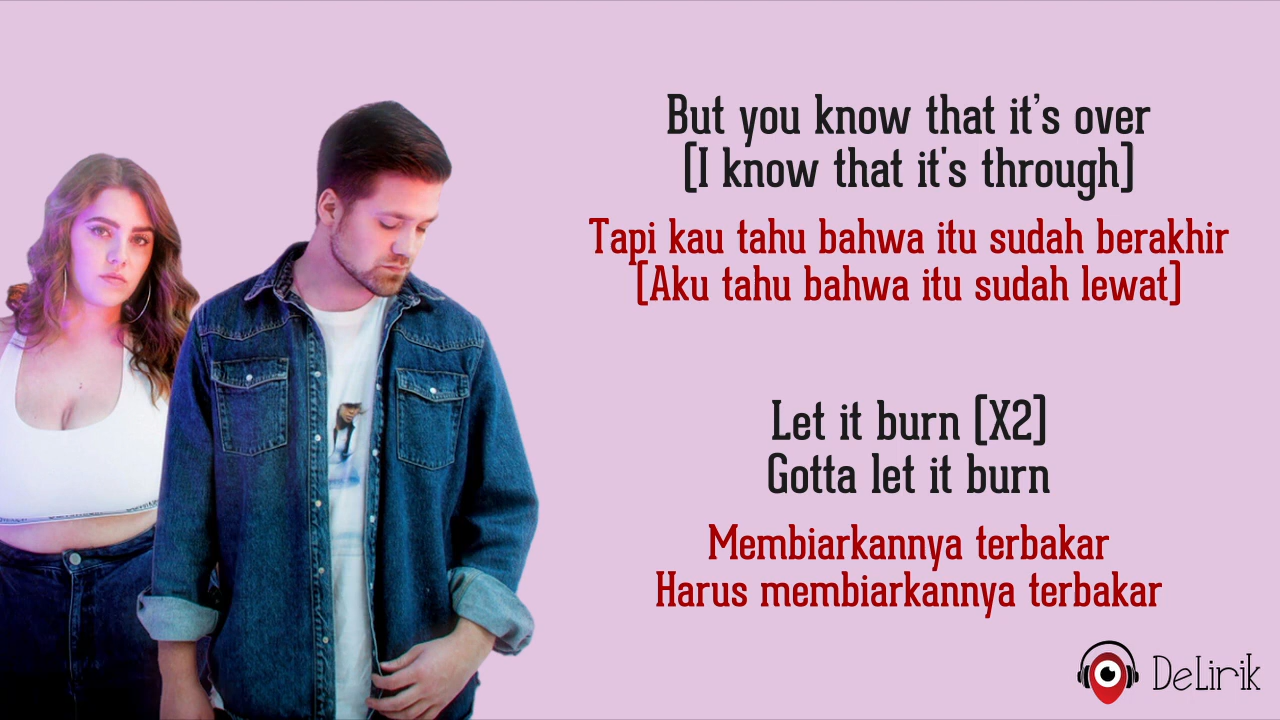 But you know that it’s over
[I know that it's through]
Tapi kau tahu bahwa itu sudah berakhir
[Aku tahu bahwa itu sudah lewat]
Let it burn [X2]
Gotta let it burn
Membiarkannya terbakar
Harus membiarkannya terbakar
DeLirik